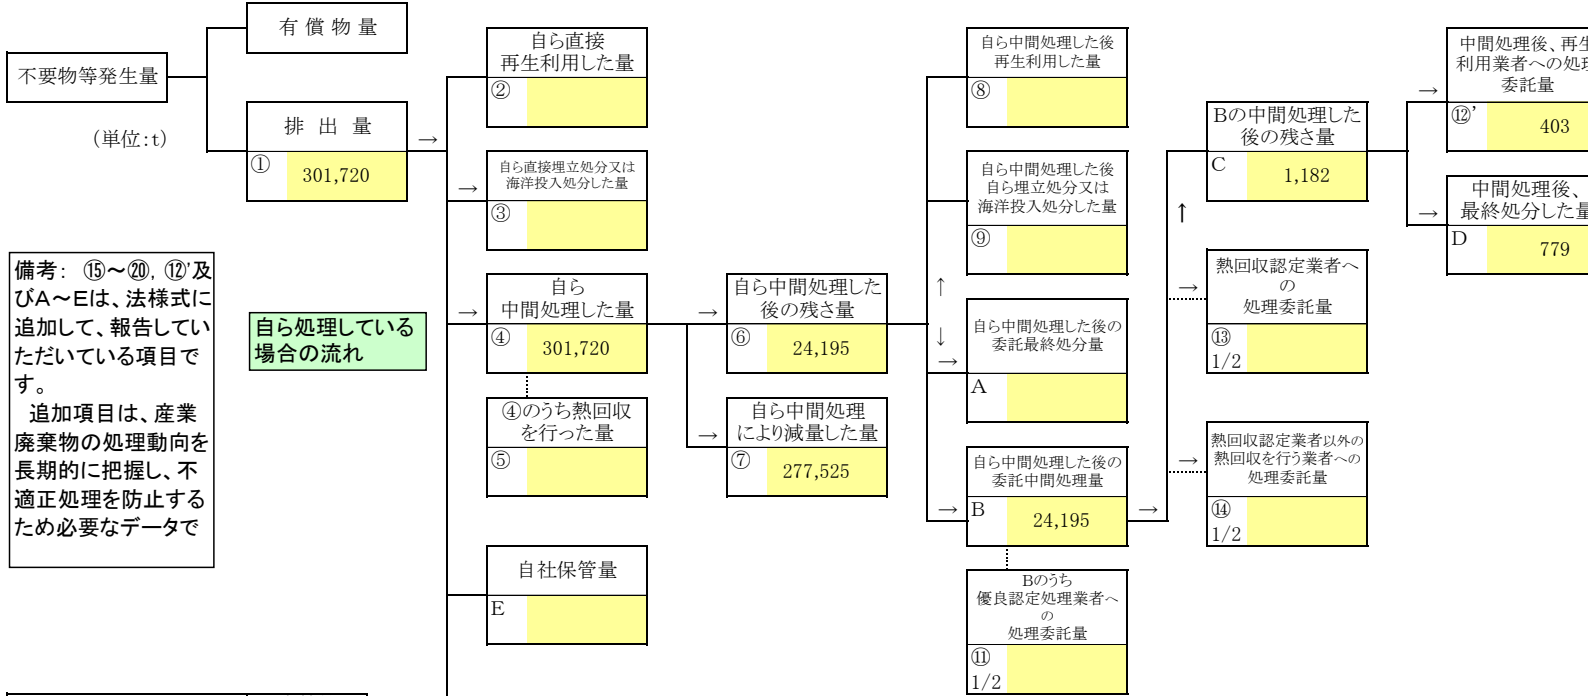 不要物等発生量
(単位:t)
有 償 物 量
排 出 量
①
301,720
→
備考： ⑮～⑳, ⑫'及
びA～Eは、法様式に
追加して、報告してい
ただいている項目で
す。
追加項目は、産業
廃棄物の処理動向を
長期的に把握し、不
適正処理を防止する
ため必要なデータで
自ら処理している
場合の流れ
自ら直接
再生利用した量
②
→
自ら直接埋立処分又は
海洋投入処分した量
③
→
自ら
中間処理した量
④
301,720
④のうち熱回収
を行った量
⑤
自社保管量
E
→
自ら中間処理した
後の残さ量
⑥
24,195
→
自ら中間処理
により減量した量
⑦
277,525
自ら中間処理した後
再生利用した量
⑧
自ら中間処理した後
自ら埋立処分又は
海洋投入処分した量
⑨
↑
↓
→
自ら中間処理した後の
委託最終処分量
A
→
自ら中間処理した後の
委託中間処理量
B
24,195
→
Bのうち
優良認定処理業者へ
の
処理委託量
⑪
1/2
↑
Bの中間処理した
後の残さ量
C
1,182
→
熱回収認定業者へ
の
処理委託量
⑬
1/2
→
熱回収認定業者以外の
熱回収を行う業者への
処理委託量
⑭
1/2
→
中間処理後、再生
利用業者への処理
委託量
⑫'
403
→
中間処理後、
最終処分した量
D
779